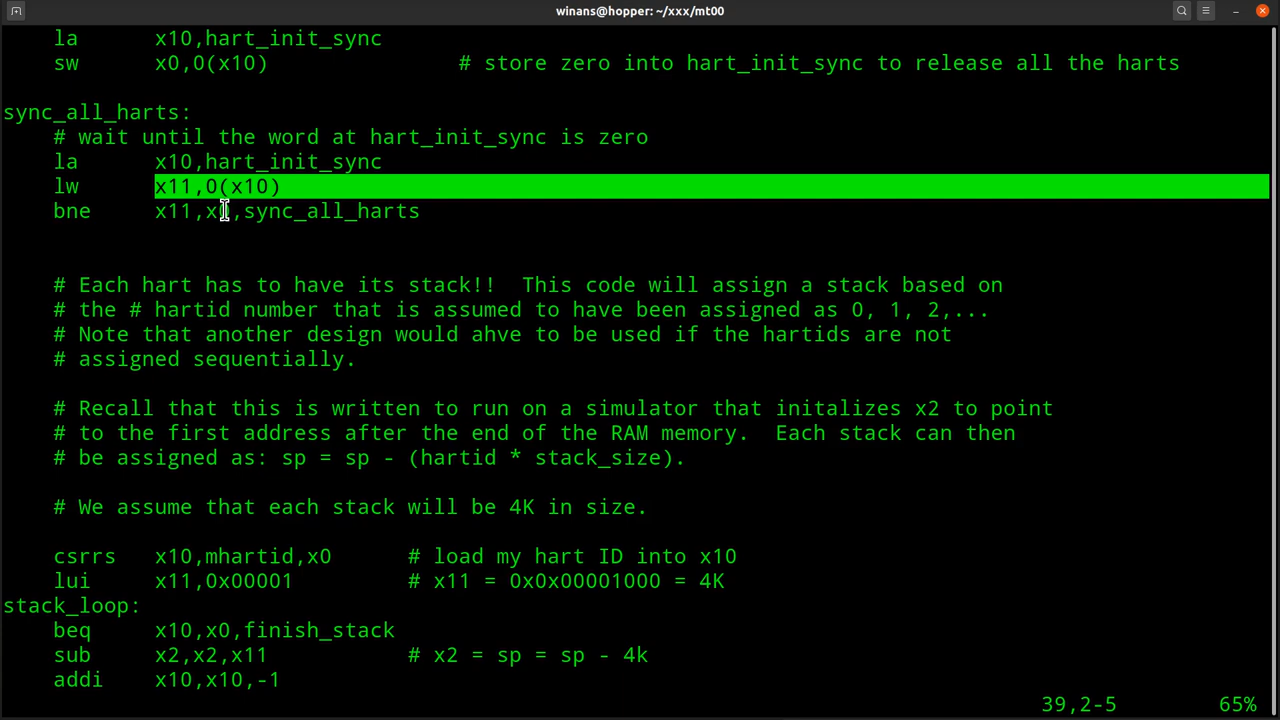 winans@hopper: ~/xxx/mt00
la x10,hart_init_sync
sw x0,0(x10) # store zero into hart_init_sync to release all the harts
sync_all_harts:
# wait until the word at hart_init_sync is zero
la x10,hart_init_sync
lw x11,0(x10)
bne x11,x0,sync_all_harts
# Each hart has to have its stack!! This code will assign a stack based on
# the # hartid number that is assumed to have been assigned as 0, 1, 2,...
# Note that another design would ahve to be used if the hartids are not
# assigned sequentially.
# Recall that this is written to run on a simulator that initalizes x2 to point
# to the first address after the end of the RAM memory. Each stack can then
# be assigned as: sp = sp - (hartid * stack_size).
# We assume that each stack will be 4K in size.
csrrs x10,mhartid,x0 # load my hart ID into x10
lui x11,0x00001 # x11 = 0x0x00001000 = 4K
stack_loop:
beq x10,x0,finish_stack
sub x2,x2,x11 # x2 = sp = sp - 4k
addi x10,x10,-1
39,2-5 65%